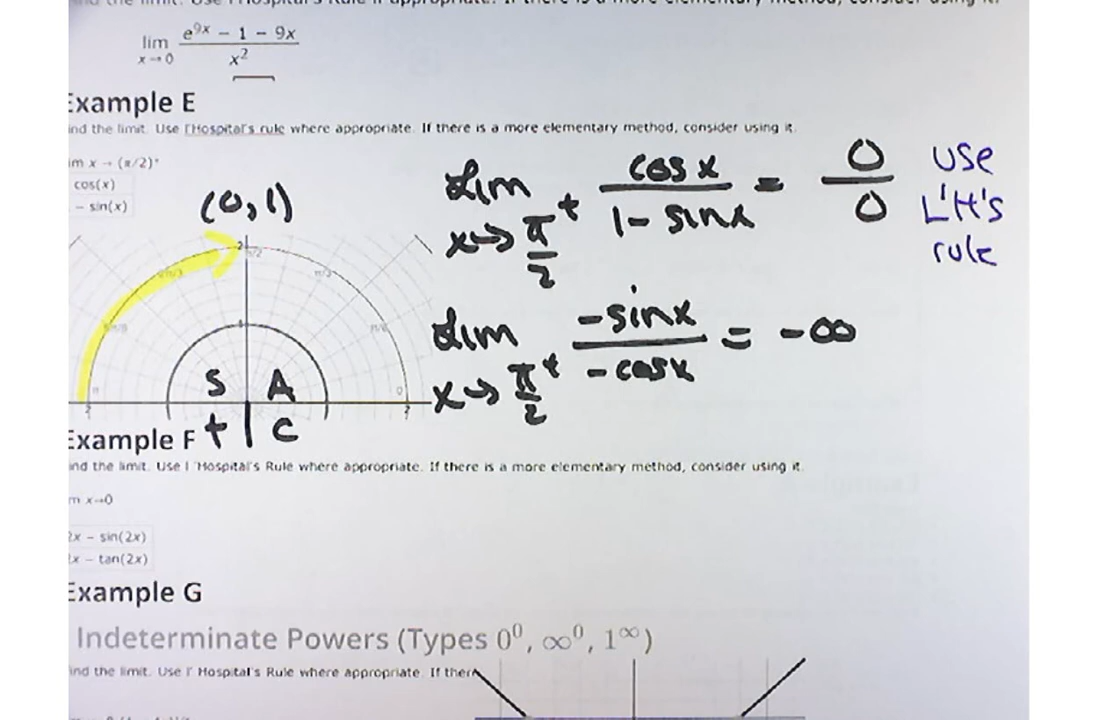 lim x→0 e^9x − 1 − 9x / x²
Example E
ind the limit. Use l'Hospital's rule where appropriate. If there is a more elementary method, consider using it.
im x → (π/2)⁺
cos(x)
− sin(x)
(0,1)
Lim x→π/2⁺ cos x / 1 - sin x = 0/0
USE
L'H's
rule
Lim x→π/2⁺ -sin x / -cos x = -∞
S A
t C
Example F
ind the limit. Use l 'Hospital's Rule where appropriate. If there is a more elementary method, consider using it.
m x→0
2x − sin(2x)
x − tan(2x)
Example G
Indeterminate Powers (Types 0⁰, ∞⁰, 1^∞)
ind the limit. Use l' Hospital's Rule where appropriate. If ther